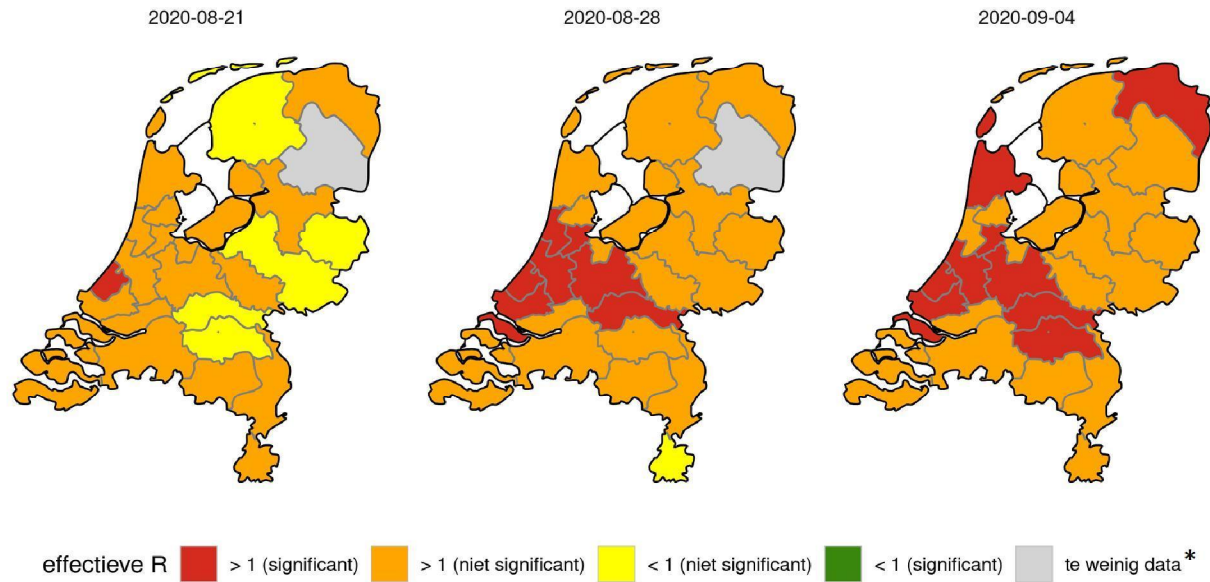 2020-08-21 2020-08-28 2020-09-04
effectieve R > 1 (significant) > 1 (niet significant) < 1 (niet significant) < 1 (significant) te weinig data*